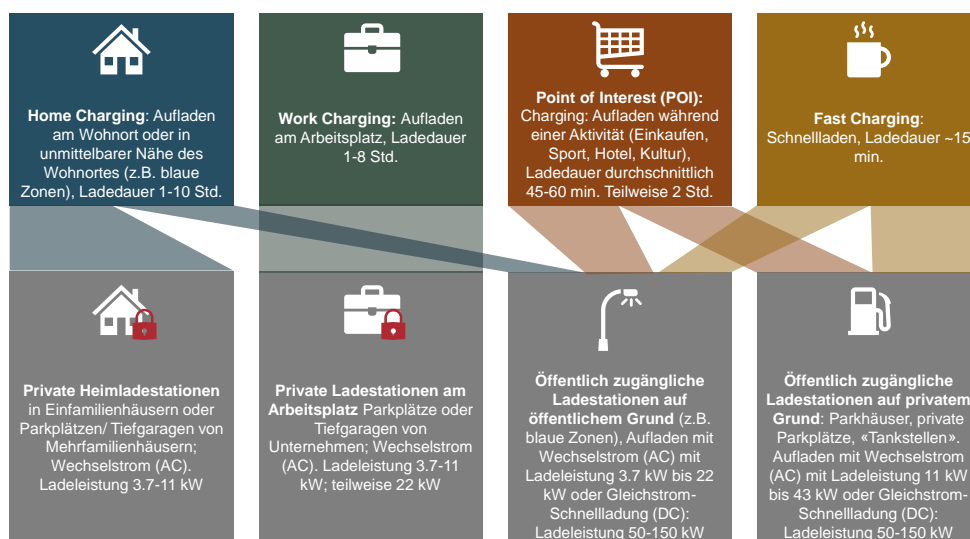 Home Charging: Aufladen
am Wohnort oder in
unmittelbarer Nähe des
Wohnortes (z.B. blaue
Zonen), Ladedauer 1-10 Std.
Work Charging: Aufladen
am Arbeitsplatz, Ladedauer
1-8 Std.
Point of Interest (POI):
Charging: Aufladen während
einer Aktivität (Einkaufen,
Sport, Hotel, Kultur),
Ladedauer durchschnittlich
45-60 min. Teilweise 2 Std.
Fast Charging:
Schnellladen, Ladedauer ~15
min.
Private Heimladestationen
in Einfamilienhäusern oder
Parkplätzen/ Tiefgaragen von
Mehrfamilienhäusern;
Wechselstrom (AC).
Ladeleistung 3.7-11 kW
Private Ladestationen am
Arbeitsplatz Parkplätze oder
Tiefgaragen von
Unternehmen; Wechselstrom
(AC). Ladeleistung 3.7-11
kW; teilweise 22 kW
Öffentlich zugängliche
Ladestationen auf
öffentlichem Grund (z.B.
blaue Zonen), Aufladen mit
Wechselstrom (AC) mit
Ladeleistung 3.7 kW bis 22
kW oder Gleichstrom-
Schnellladung (DC):
Ladeleistung 50-150 kW
Öffentlich zugängliche
Ladestationen auf privatem
Grund: Parkhäuser, private
Parkplätze, «Tankstellen».
Aufladen mit Wechselstrom
(AC) mit Ladeleistung 11 kW
bis 43 kW oder Gleichstrom-
Schnellladung (DC):
Ladeleistung 50-150 kW